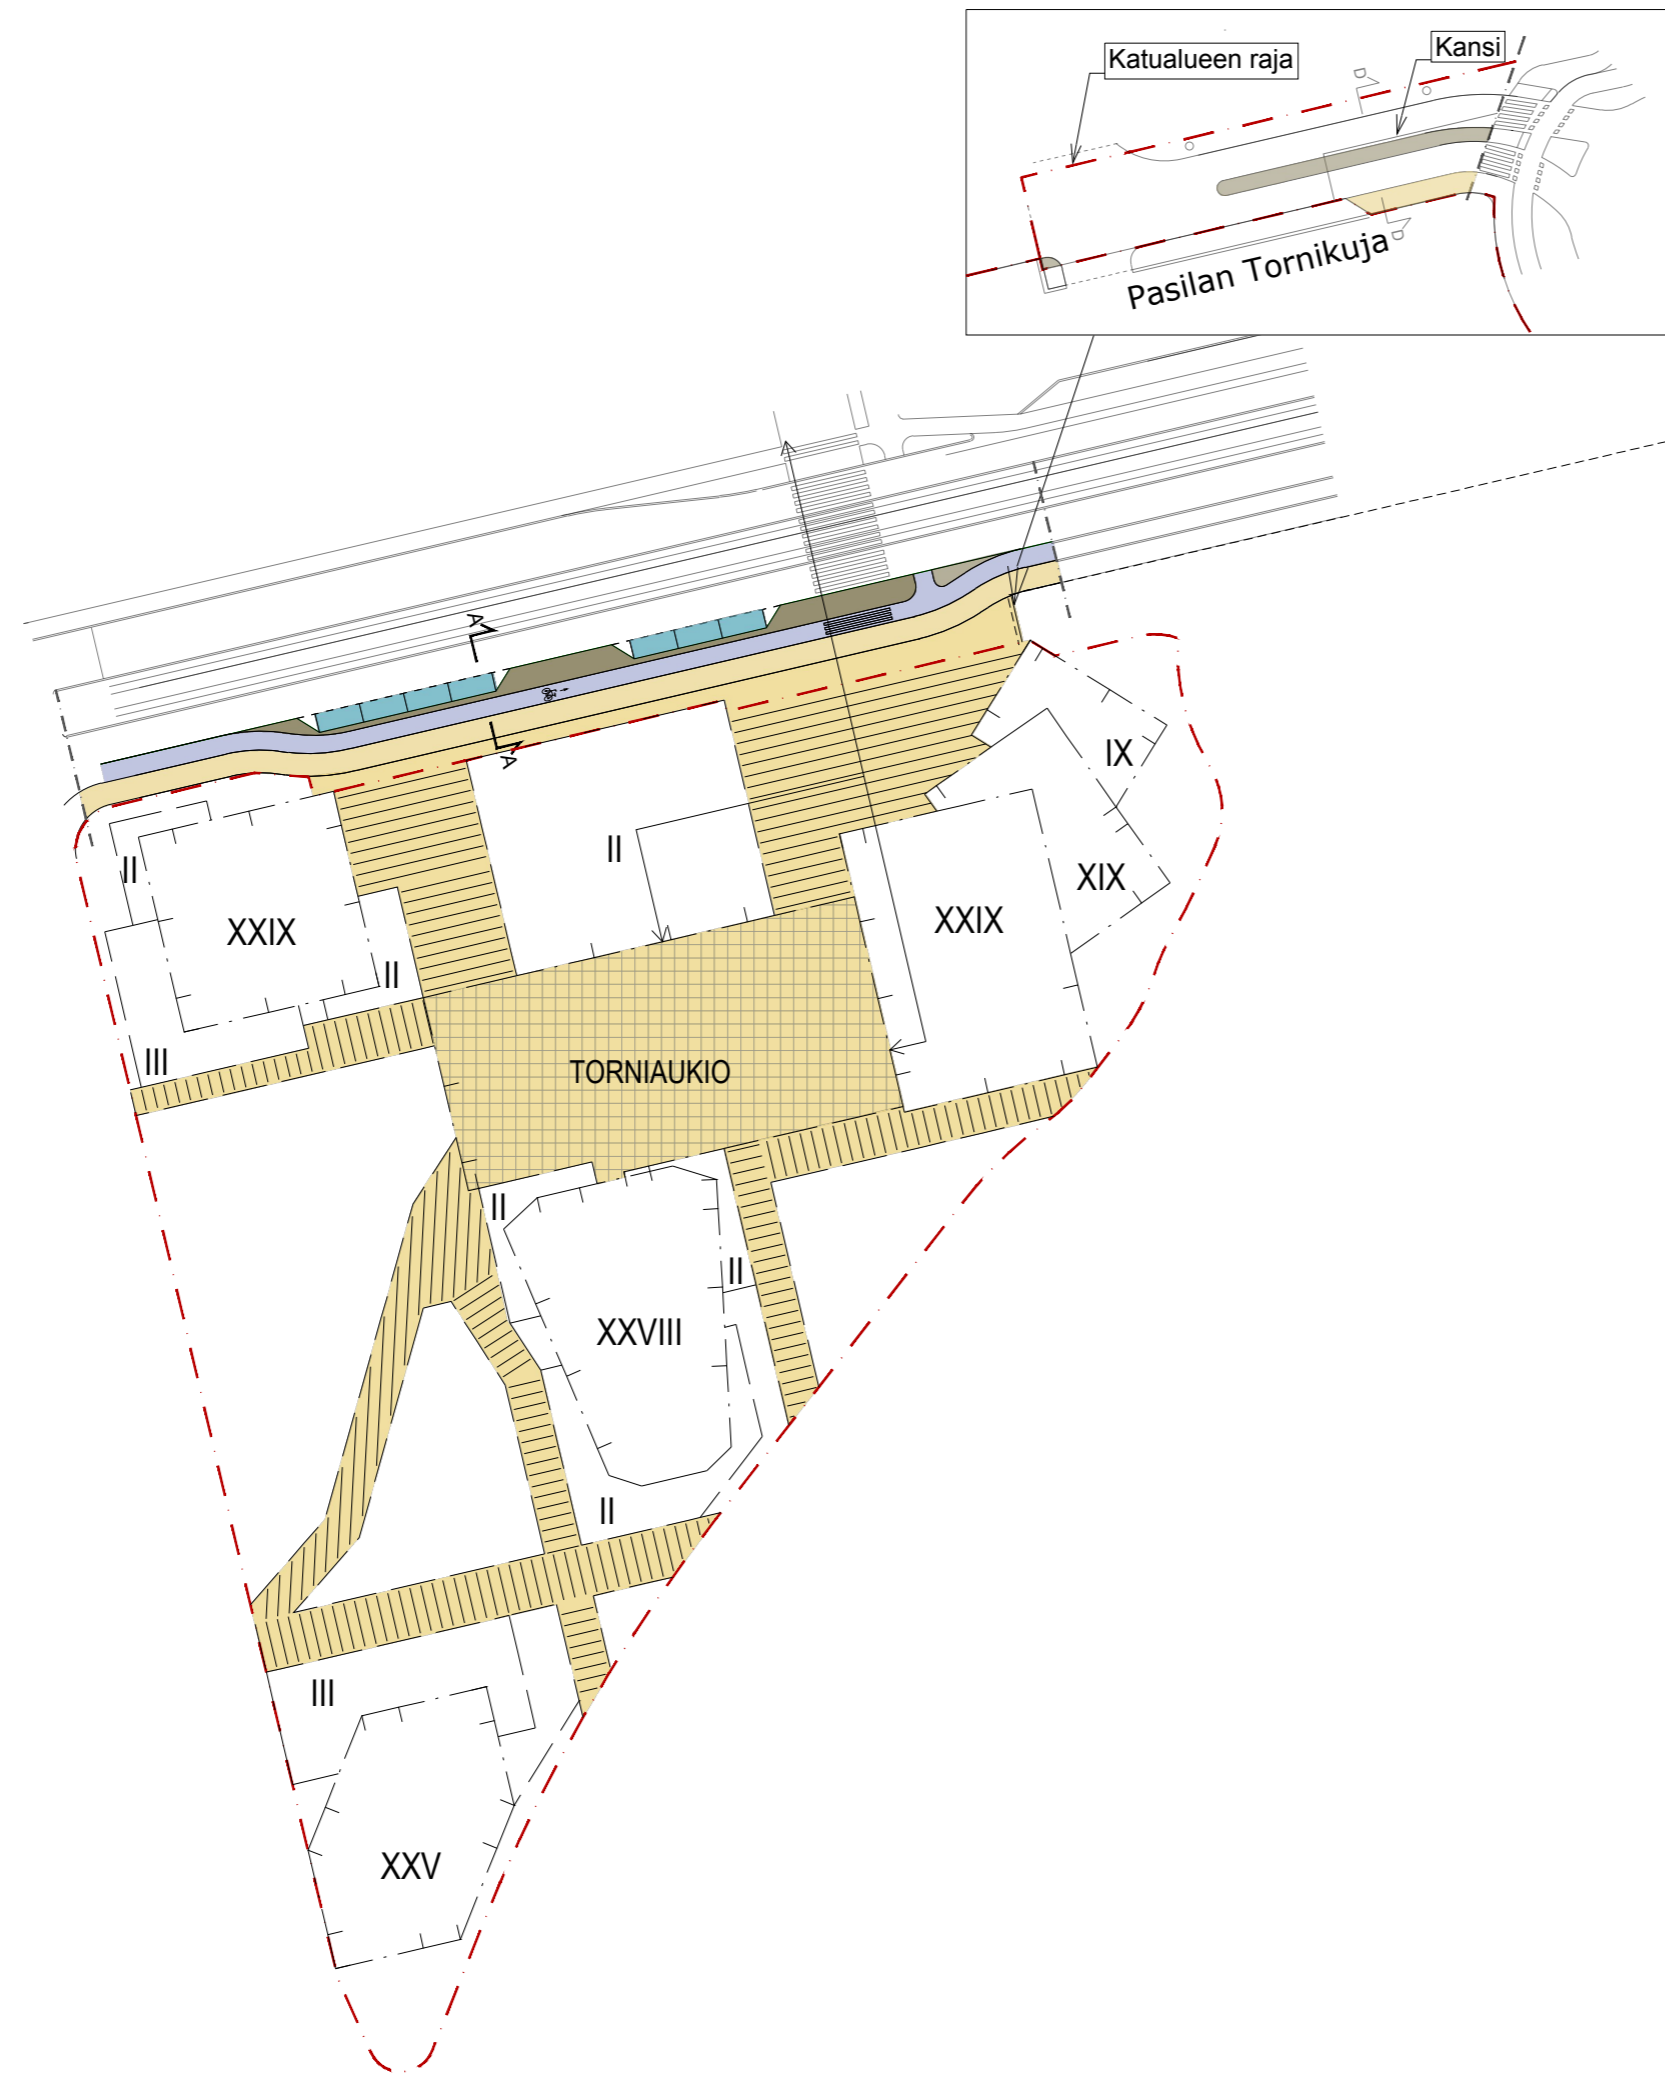 Katualueen raja
Kansi
D
D
Pasilan Tornikuja
A
A
IX
II
II
XIX
XXIX
XXIX
II
III
TORNIAUKIO
II
II
XXVIII
II
III
XXV